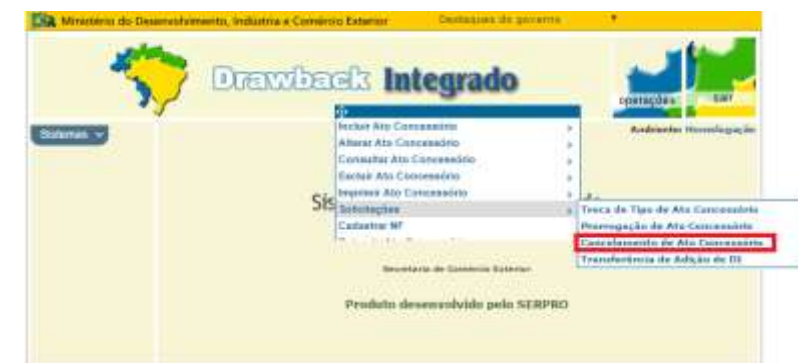 Ministério do Desenvolvimento, Indústria e Comércio Exterior
Destaques do governo
Drawback Integrado
operações
sair
Ambiente: Homologação
Sistemas
Incluir Ato Concessório
Alterar Ato Concessório
Consultar Ato Concessório
Excluir Ato Concessório
Imprimir Ato Concessório
Sis
Solicitações
Cadastrar NF
Troca de Tipo de Ato Concessório
Prorrogação de Ato Concessório
Cancelamento de Ato Concessório
Transferência de Adição de DI
Secretaria de Comércio Exterior
Produto desenvolvido pelo SERPRO